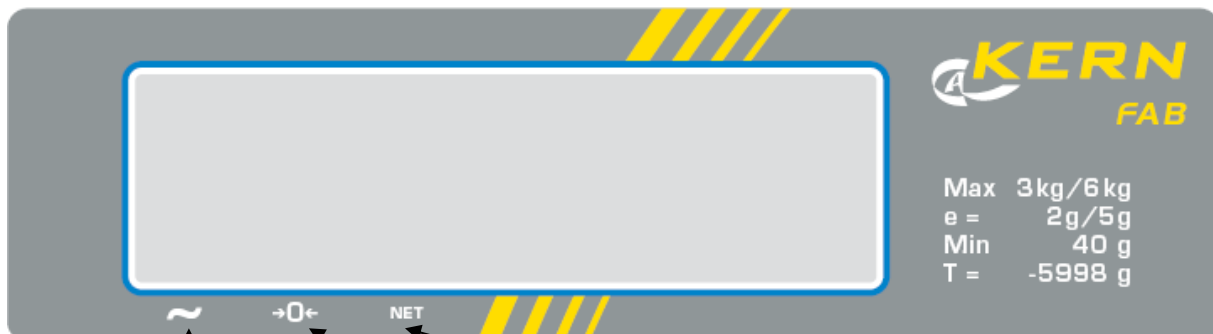 KERN
FAB
Max 3kg/6kg
e = 2g/5g
Min 40 g
T = -5998 g
~ →0← NET